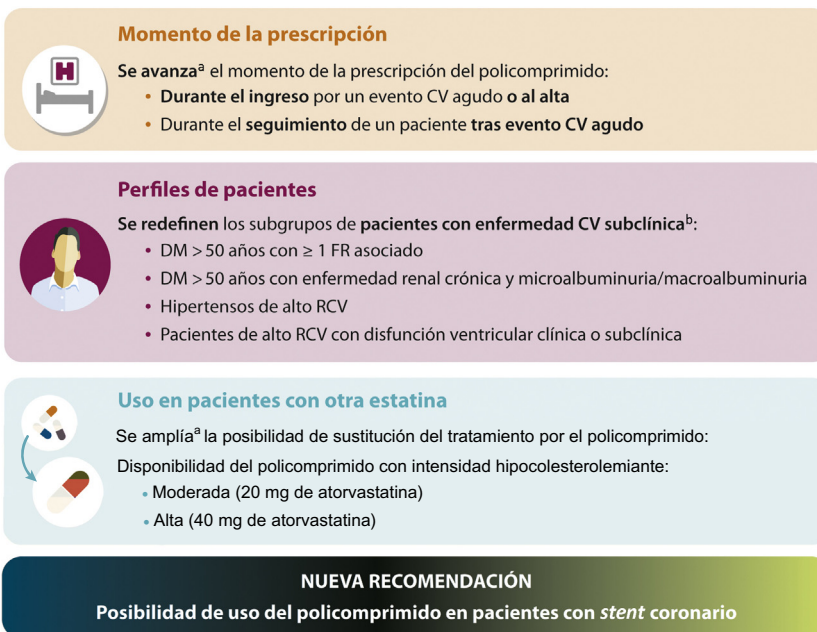 Momento de la prescripción
H
Se avanzaᵃ el momento de la prescripción del policomprimido:
• Durante el ingreso por un evento CV agudo o al alta
• Durante el seguimiento de un paciente tras evento CV agudo
Perfiles de pacientes
Se redefinen los subgrupos de pacientes con enfermedad CV subclínicaᵇ:
• DM > 50 años con ≥ 1 FR asociado
• DM > 50 años con enfermedad renal crónica y microalbuminuria/macroalbuminuria
• Hipertensos de alto RCV
• Pacientes de alto RCV con disfunción ventricular clínica o subclínica
Uso en pacientes con otra estatina
Se amplíaᵃ la posibilidad de sustitución del tratamiento por el policomprimido:
Disponibilidad del policomprimido con intensidad hipocolesterolemiante:
• Moderada (20 mg de atorvastatina)
• Alta (40 mg de atorvastatina)
NUEVA RECOMENDACIÓN
Posibilidad de uso del policomprimido en pacientes con stent coronario